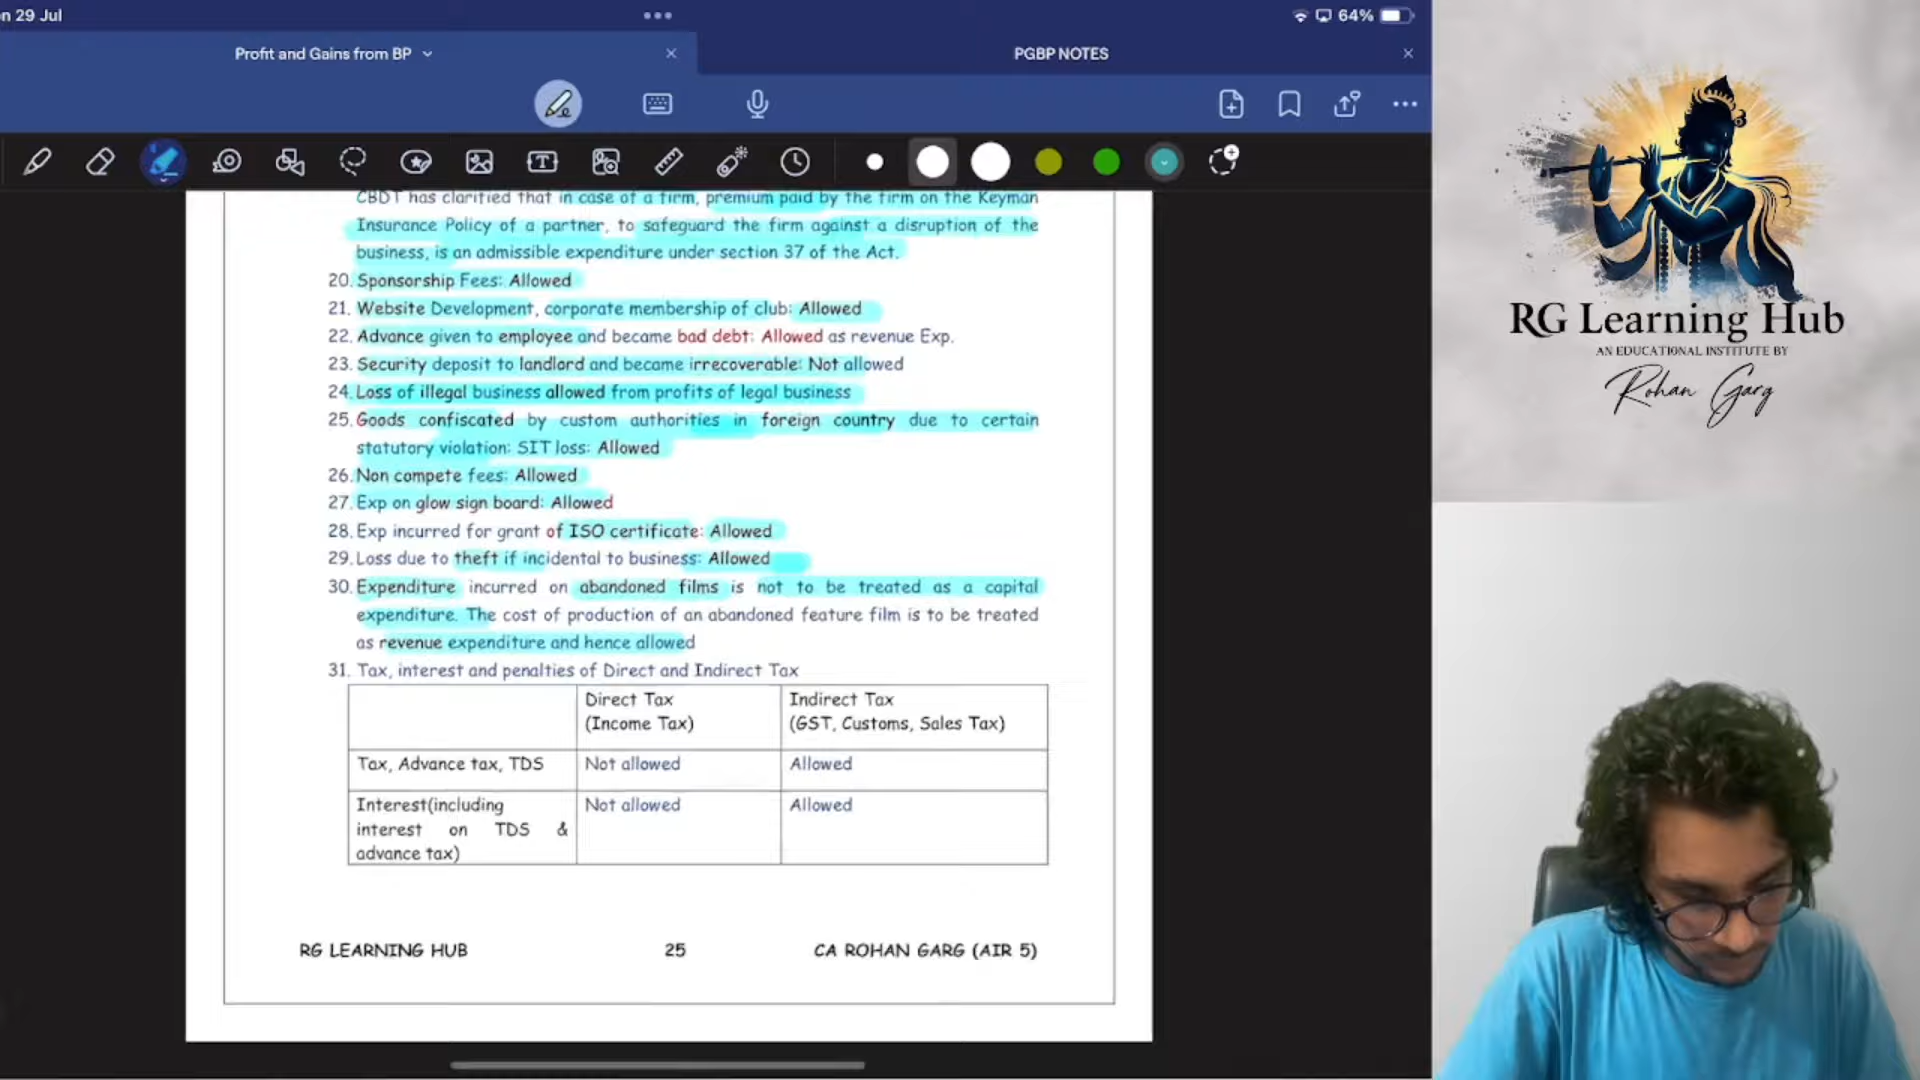 n 29 Jul
64%
Profit and Gains from BP
PGBP NOTES
CBDT has clarified that in case of a firm, premium paid by the firm on the Keyman
Insurance Policy of a partner, to safeguard the firm against a disruption of the
business, is an admissible expenditure under section 37 of the Act.
20. Sponsorship Fees: Allowed
21. Website Development, corporate membership of club: Allowed
22. Advance given to employee and became bad debt: Allowed as revenue Exp.
23. Security deposit to landlord and became irrecoverable: Not allowed
24. Loss of illegal business allowed from profits of legal business
25. Goods confiscated by custom authorities in foreign country due to certain
statutory violation: SIT loss: Allowed
26. Non compete fees: Allowed
27. Exp on glow sign board: Allowed
28. Exp incurred for grant of ISO certificate: Allowed
29. Loss due to theft if incidental to business: Allowed
30. Expenditure incurred on abandoned films is not to be treated as a capital
expenditure. The cost of production of an abandoned feature film is to be treated
as revenue expenditure and hence allowed
31. Tax, interest and penalties of Direct and Indirect Tax
Direct Tax
(Income Tax)
Indirect Tax
(GST, Customs, Sales Tax)
Tax, Advance tax, TDS
Not allowed
Allowed
Interest(including
interest on TDS &
advance tax)
Not allowed
Allowed
RG LEARNING HUB
25
CA ROHAN GARG (AIR 5)
RG Learning Hub
AN EDUCATIONAL INSTITUTE BY
Rohan Garg